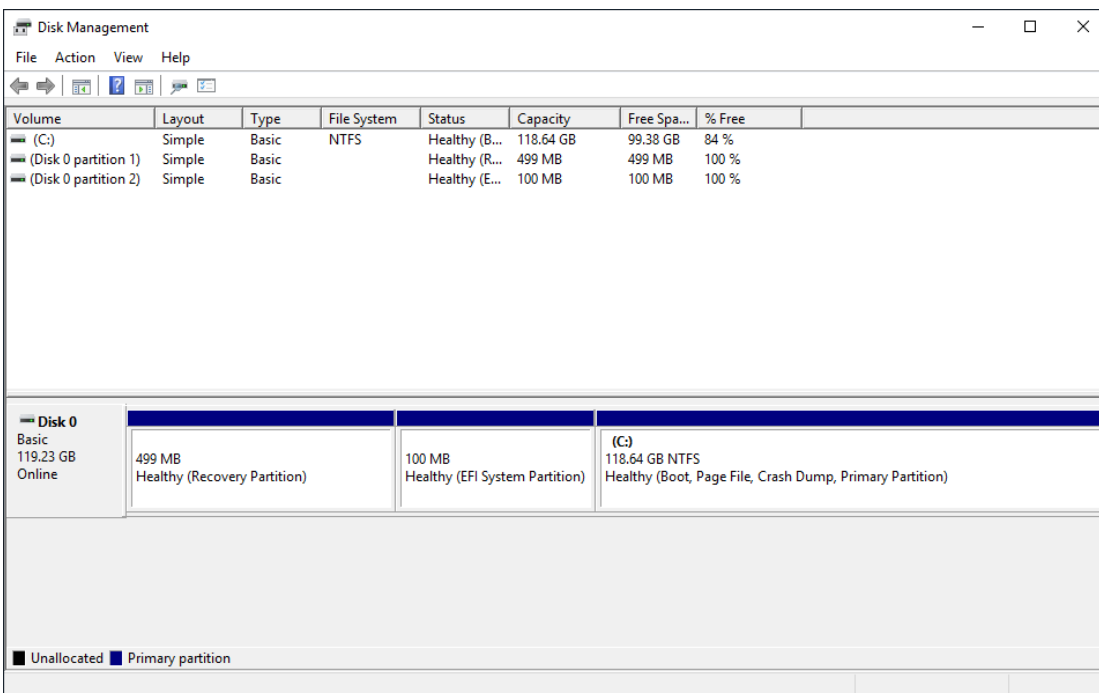 Disk Management
File Action View Help
Volume Layout Type File System Status Capacity Free Spa... % Free
(C:) Simple Basic NTFS Healthy (B... 118.64 GB 99.38 GB 84 %
(Disk 0 partition 1) Simple Basic Healthy (R... 499 MB 499 MB 100 %
(Disk 0 partition 2) Simple Basic Healthy (E... 100 MB 100 MB 100 %
Disk 0
Basic
119.23 GB
Online
499 MB
Healthy (Recovery Partition)
100 MB
Healthy (EFI System Partition)
(C:)
118.64 GB NTFS
Healthy (Boot, Page File, Crash Dump, Primary Partition)
Unallocated Primary partition